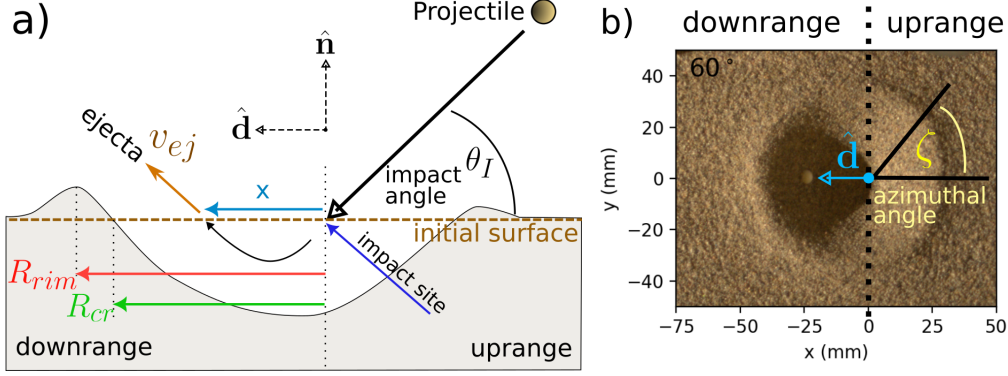 a)
Projectile
n̂
d̂
ejecta
v_ej
x
impact
angle
θ_I
initial surface
impact site
R_rim
R_cr
downrange
uprange
b)
downrange
uprange
60°
d̂
ζ
azimuthal
angle
40
20
0
−20
−40
y (mm)
−75
−50
−25
0
25
50
x (mm)